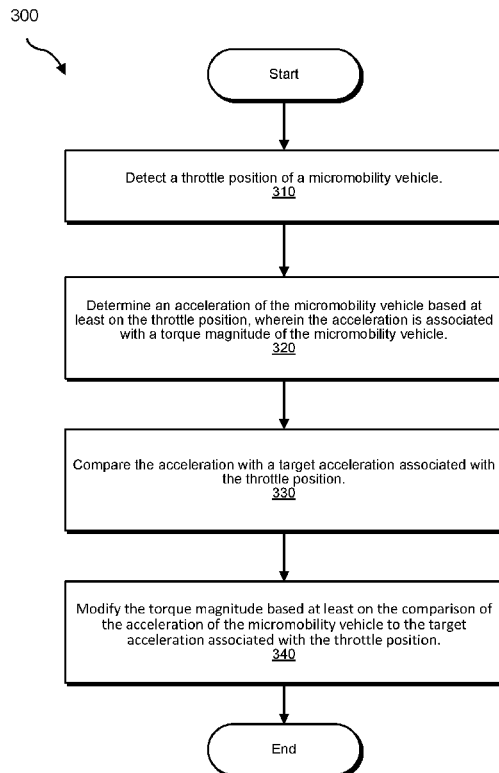 300
Start
Detect a throttle position of a micromobility vehicle.
310
Determine an acceleration of the micromobility vehicle based at
least on the throttle position, wherein the acceleration is associated
with a torque magnitude of the micromobility vehicle.
320
Compare the acceleration with a target acceleration associated with
the throttle position.
330
Modify the torque magnitude based at least on the comparison of
the acceleration of the micromobility vehicle to the target
acceleration associated with the throttle position.
340
End